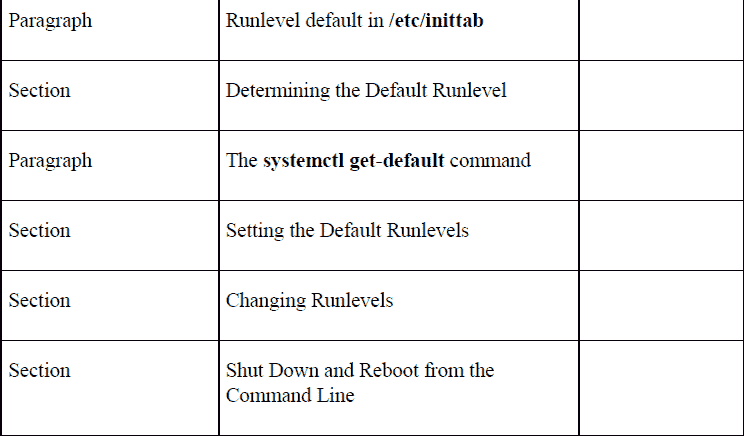 Paragraph
Runlevel default in /etc/inittab
Section
Determining the Default Runlevel
Paragraph
The systemctl get-default command
Section
Setting the Default Runlevels
Section
Changing Runlevels
Section
Shut Down and Reboot from the
Command Line